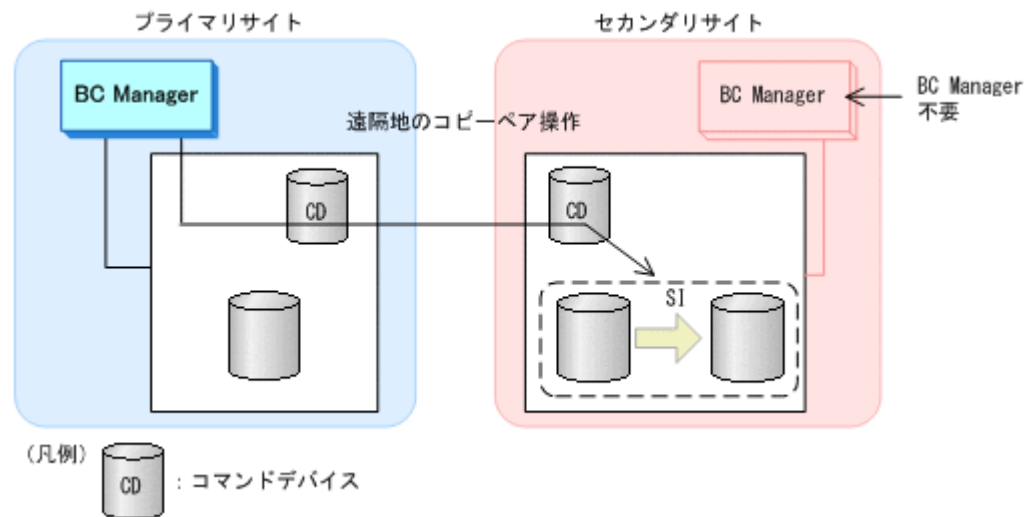 プライマリサイト
セカンダリサイト
BC Manager
BC Manager
BC Manager
不要
遠隔地のコピーペア操作
CD
CD
SI
(凡例)
CD
：コマンドデバイス